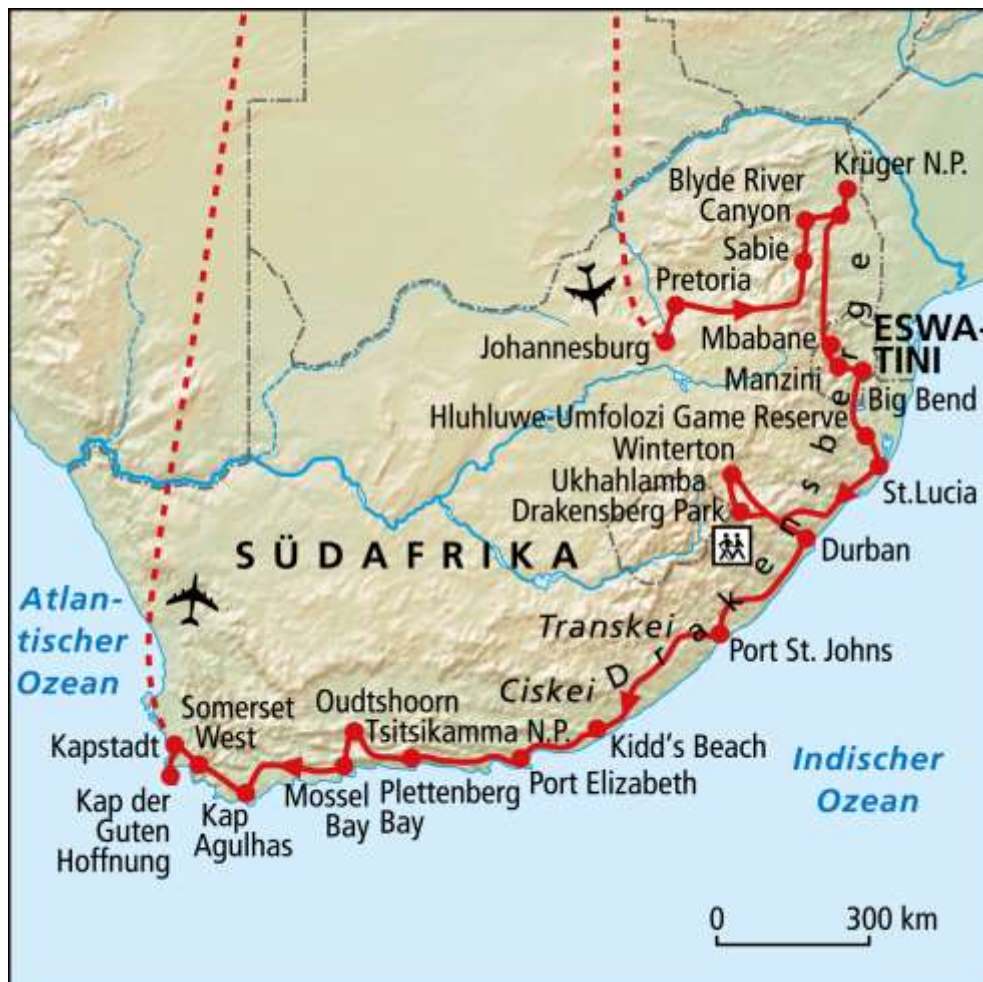 Krüger N.P.
Blyde River
Canyon
Sabie
Pretoria
Johannesburg
Mbabane
ESWA-
TINI
Manzini
Big Bend
Hluhluwe-Umfolozi Game Reserve
Winterton
Ukhahlamba
Drakensberg Park
St.Lucia
Durban
SÜDAFRIKA
Drakensberge
Atlan-
tischer
Ozean
Transkei
Port St. Johns
Ciskei
Oudtshoorn
Somerset
West
Tsitsikamma N.P.
Kapstadt
Kidd's Beach
Indischer
Ozean
Port Elizabeth
Kap der
Guten
Hoffnung
Kap
Agulhas
Mossel
Bay
Plettenberg
Bay
0 300 km